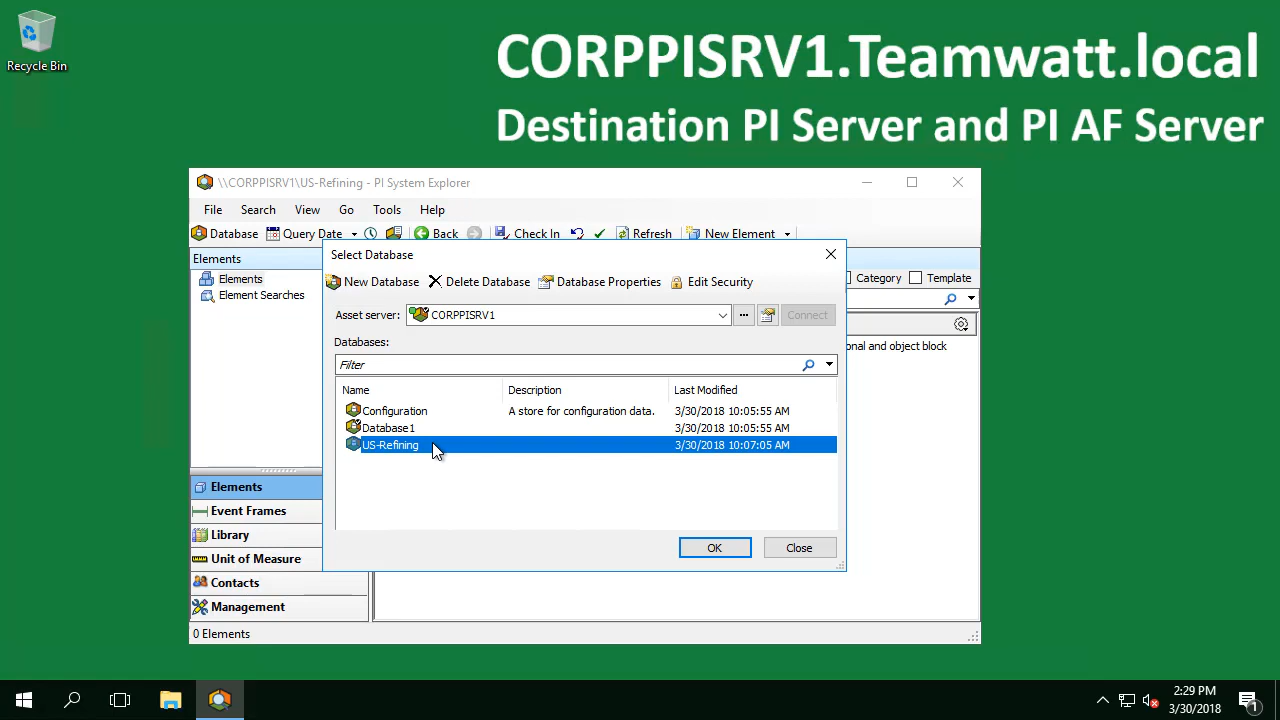 CORPPISRV1.Teamwatt.local
Destination PI Server and PI AF Server
Recycle Bin
\\CORPPISRV1\US-Refining - PI System Explorer
File Search View Go Tools Help
Database Query Date Back Check In Refresh New Element
Elements
Elements
Element Searches
Category Template
onal and object block
Select Database
New Database Delete Database Database Properties Edit Security
Asset server: CORPPISRV1 ... Connect
Databases:
Filter
Name Description Last Modified
Configuration A store for configuration data. 3/30/2018 10:05:55 AM
Database1 3/30/2018 10:05:55 AM
US-Refining 3/30/2018 10:07:05 AM
OK Close
Elements
Event Frames
Library
Unit of Measure
Contacts
Management
0 Elements
2:29 PM
3/30/2018
1